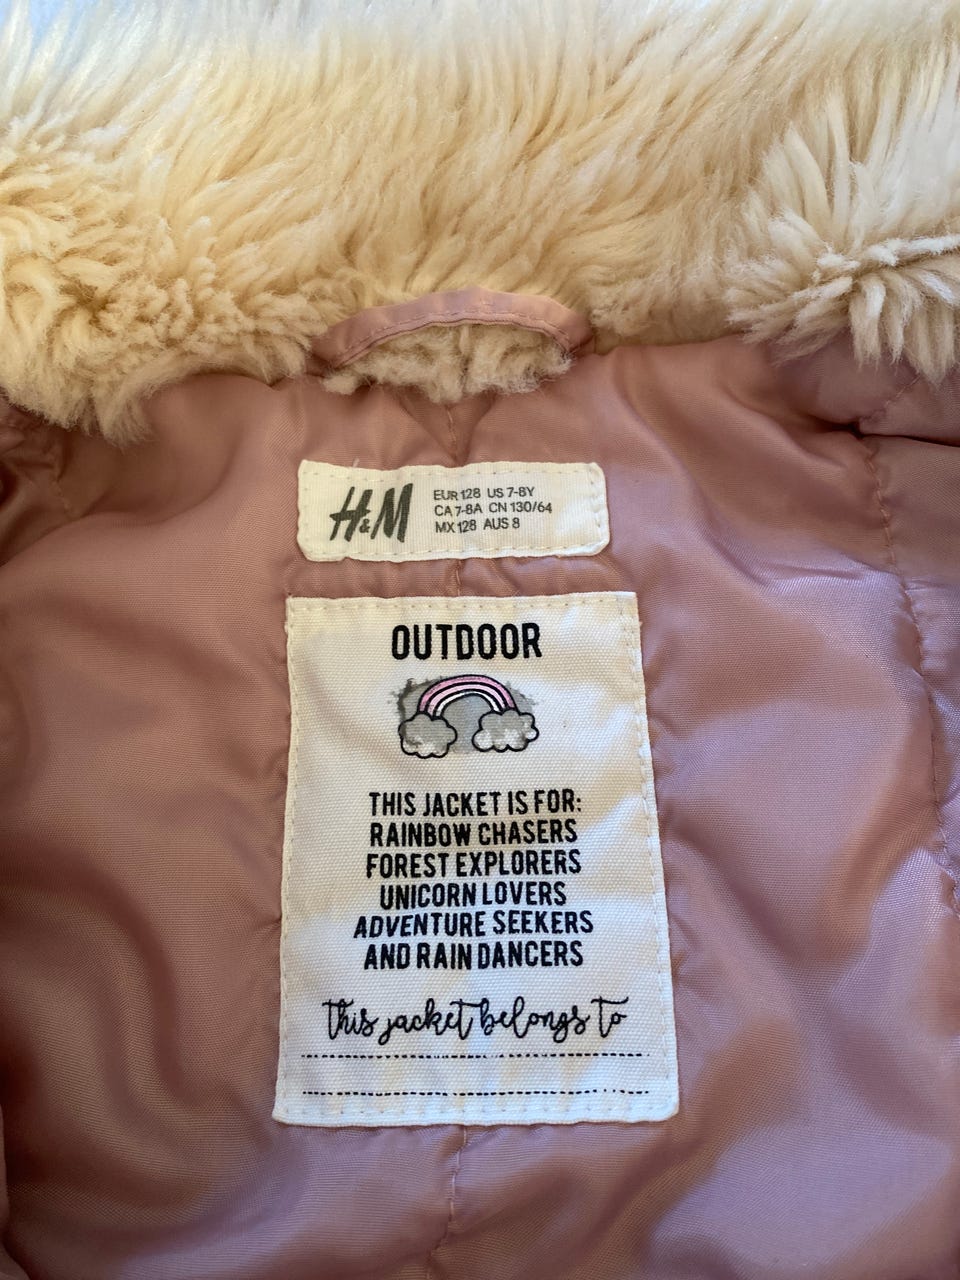 H&M
EUR 128 US 7-8Y
CA 7-8A CN 130/64
MX 128 AUS 8
OUTDOOR
THIS JACKET IS FOR:
RAINBOW CHASERS
FOREST EXPLORERS
UNICORN LOVERS
ADVENTURE SEEKERS
AND RAIN DANCERS
this jacket belongs to